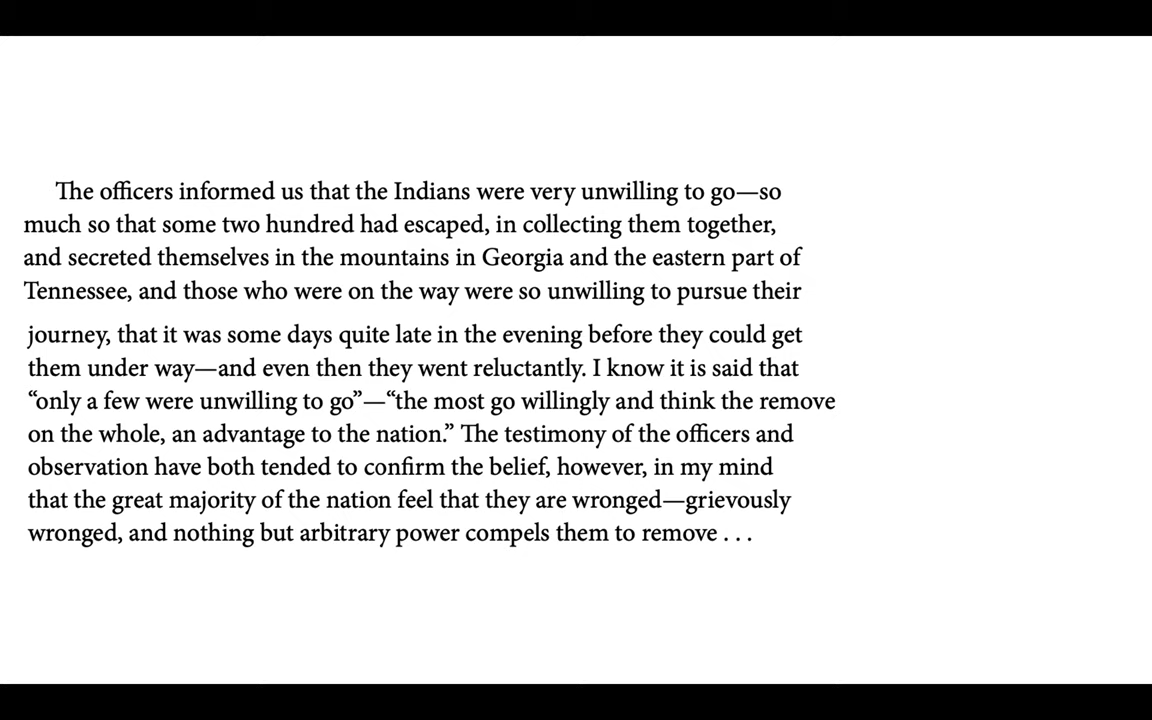 The officers informed us that the Indians were very unwilling to go—so
much so that some two hundred had escaped, in collecting them together,
and secreted themselves in the mountains in Georgia and the eastern part of
Tennessee, and those who were on the way were so unwilling to pursue their
journey, that it was some days quite late in the evening before they could get
them under way—and even then they went reluctantly. I know it is said that
“only a few were unwilling to go”—“the most go willingly and think the remove
on the whole, an advantage to the nation.” The testimony of the officers and
observation have both tended to confirm the belief, however, in my mind
that the great majority of the nation feel that they are wronged—grievously
wronged, and nothing but arbitrary power compels them to remove . . .